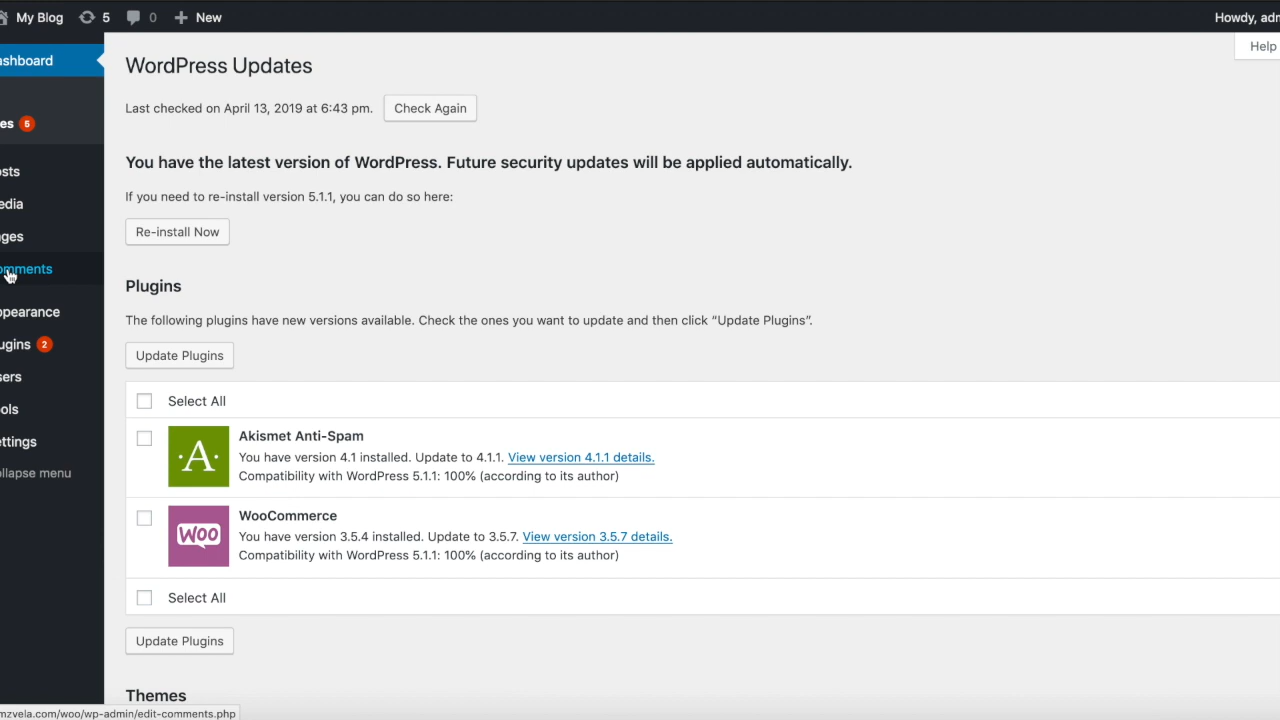 My Blog 5 0 New Howdy, adm
Help
ashboard
es 5
osts
edia
ages
omments
ppearance
ugins 2
sers
ols
ettings
ollapse menu
WordPress Updates
Last checked on April 13, 2019 at 6:43 pm. Check Again
You have the latest version of WordPress. Future security updates will be applied automatically.
If you need to re-install version 5.1.1, you can do so here:
Re-install Now
Plugins
The following plugins have new versions available. Check the ones you want to update and then click “Update Plugins”.
Update Plugins
Select All
·A·
Akismet Anti-Spam
You have version 4.1 installed. Update to 4.1.1. View version 4.1.1 details.
Compatibility with WordPress 5.1.1: 100% (according to its author)
WOO
WooCommerce
You have version 3.5.4 installed. Update to 3.5.7. View version 3.5.7 details.
Compatibility with WordPress 5.1.1: 100% (according to its author)
Select All
Update Plugins
Themes
mzvela.com/woo/wp-admin/edit-comments.php